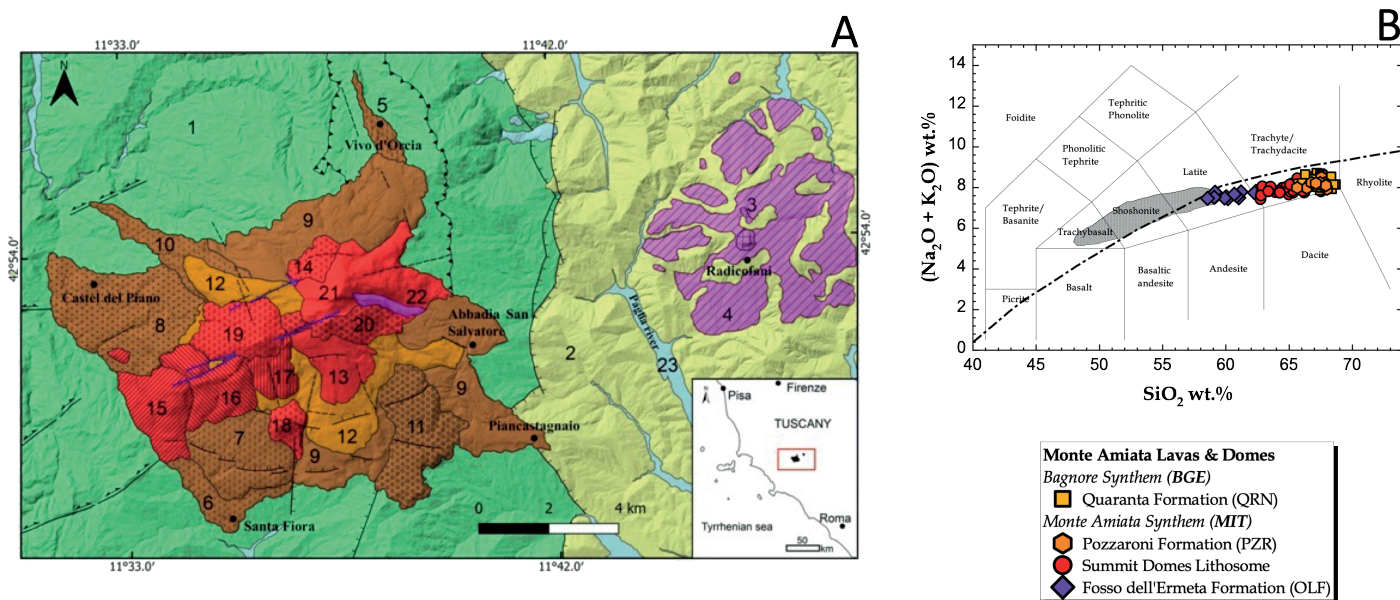 A
11°33.0′
11°42.0′
N
5
1
Vivo d'Orcia
3
9
10
42°54.0′
42°54.0′
14
Radicofani
12
21
22
Castel del Piano
4
Abbadia San
Salvatore
Paglia river
8
19
20
2
23
17
13
9
15
16
18
12
11
7
Piancastagnaio
9
6
Santa Fiora
0 2 4 km
N
Pisa
Firenze
TUSCANY
Tyrrhenian sea
Roma
50
km
11°33.0′
11°42.0′
B
(Na2O + K2O) wt.%
14
12
10
8
6
4
2
0
Foidite
Tephritic
Phonolite
Phonolitic
Tephrite
Trachyte/
Trachydacite
Latite
Rhyolite
Tephrite/
Basanite
Shoshonite
Trachybasalt
Basaltic
andesite
Andesite
Dacite
Basalt
Picrite
40 45 50 55 60 65 70
SiO2 wt.%
Monte Amiata Lavas & Domes
Bagnore Synthem (BGE)
Quaranta Formation (QRN)
Monte Amiata Synthem (MIT)
Pozzaroni Formation (PZR)
Summit Domes Lithosome
Fosso dell'Ermeta Formation (OLF)